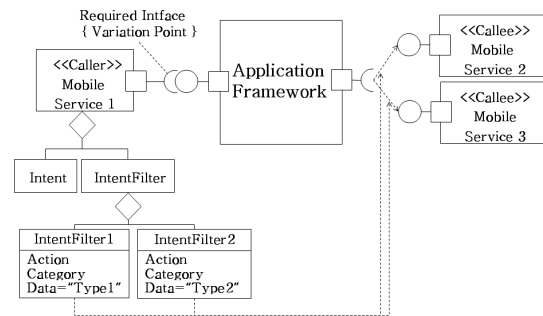 Required Intface
{ Variation Point }
<<Caller>>
Mobile
Service 1
Application
Framework
<<Callee>>
Mobile
Service 2
<<Callee>>
Mobile
Service 3
Intent
IntentFilter
IntentFilter1
Action
Category
Data="Type1"
IntentFilter2
Action
Category
Data="Type2"